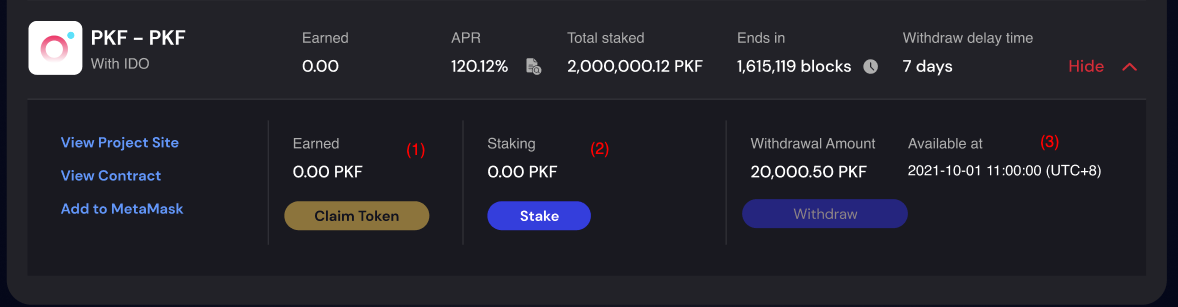 PKF – PKF
With IDO
Earned
0.00
APR
120.12%
Total staked
2,000,000.12 PKF
Ends in
1,615,119 blocks
Withdraw delay time
7 days
Hide
View Project Site
View Contract
Add to MetaMask
Earned
(1)
0.00 PKF
Claim Token
Staking
(2)
0.00 PKF
Stake
Withdrawal Amount
20,000.50 PKF
Withdraw
Available at
(3)
2021-10-01 11:00:00 (UTC+8)